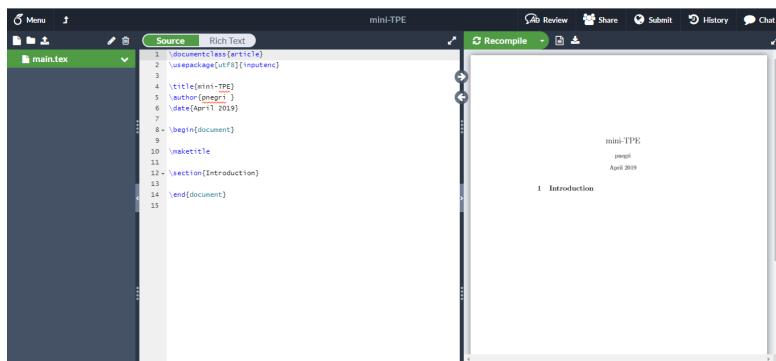 Menu
mini-TPE
Review
Share
Submit
History
Chat
Source
Rich Text
Recompile
main.tex
1 \documentclass{article}
2 \usepackage[utf8]{inputenc}
3
4 \title{mini-TPE}
5 \author{pnegri }
6 \date{April 2019}
7
8 \begin{document}
9
10 \maketitle
11
12 \section{Introduction}
13
14 \end{document}
15
mini-TPE
pnegri
April 2019
1 Introduction